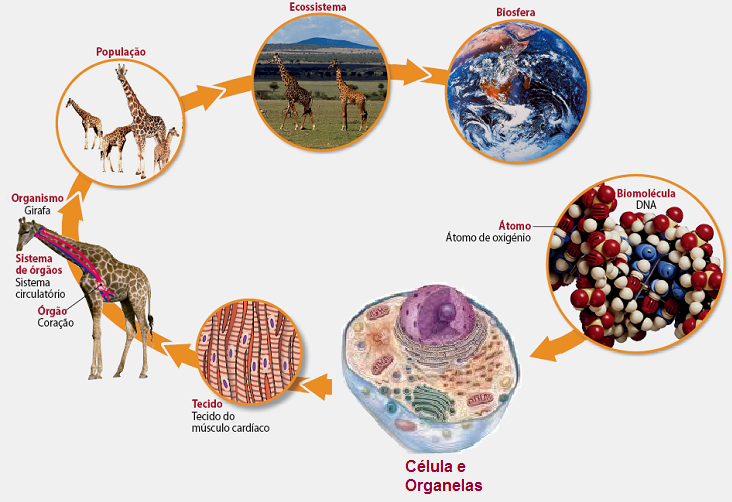 Ecossistema
Biosfera
População
Biomolécula
DNA
Átomo
Átomo de oxigénio
Organismo
Girafa
Sistema
de órgãos
Sistema
circulatório
Órgão
Coração
Tecido
Tecido do
músculo cardíaco
Célula e
Organelas